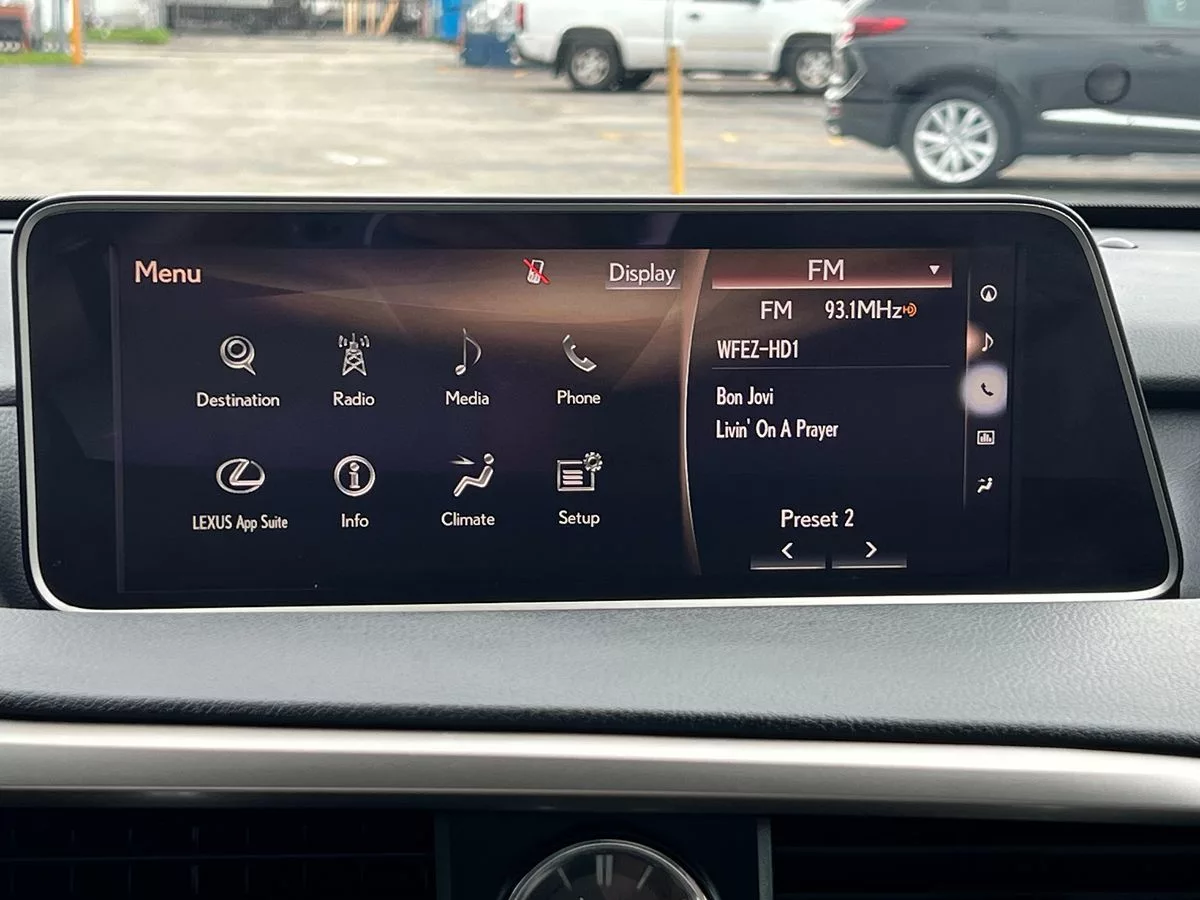 Menu
Display
Destination
Radio
Media
Phone
LEXUS App Suite
Info
Climate
Setup
FM
FM 93.1MHz HD
WFEZ-HD1
Bon Jovi
Livin' On A Prayer
Preset 2